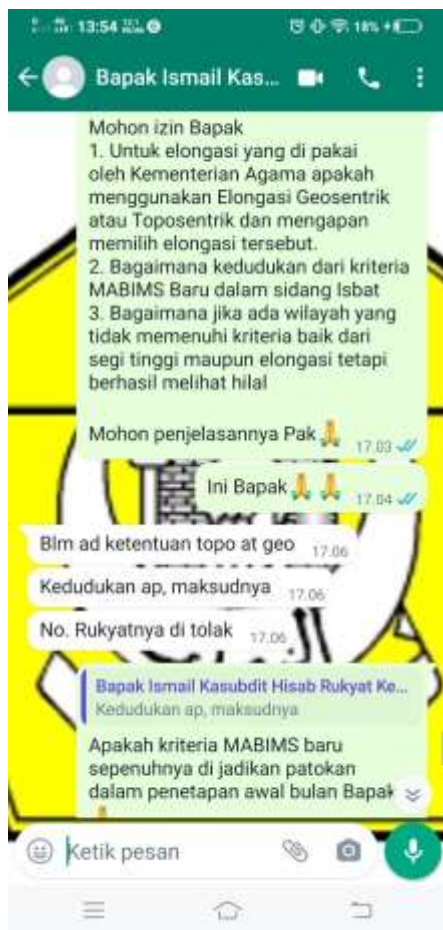 13:54
18%
Bapak Ismail Kas...
Mohon izin Bapak
1. Untuk elongasi yang di pakai
oleh Kementerian Agama apakah
menggunakan Elongasi Geosentrik
atau Toposentrik dan mengapan
memilih elongasi tersebut.
2. Bagaimana kedudukan dari kriteria
MABIMS Baru dalam sidang Isbat
3. Bagaimana jika ada wilayah yang
tidak memenuhi kriteria baik dari
segi tinggi maupun elongasi tetapi
berhasil melihat hilal
Mohon penjelasannya Pak🙏 17.03
Ini Bapak🙏🙏 17.04
Blm ad ketentuan topo at geo 17.06
Kedudukan ap, maksudnya 17.06
No. Rukyatnya di tolak 17.06
Bapak Ismail Kasubdit Hisab Rukyat Ke...
Kedudukan ap, maksudnya
Apakah kriteria MABIMS baru
sepenuhnya di jadikan patokan
dalam penetapan awal bulan Bapak
Ketik pesan